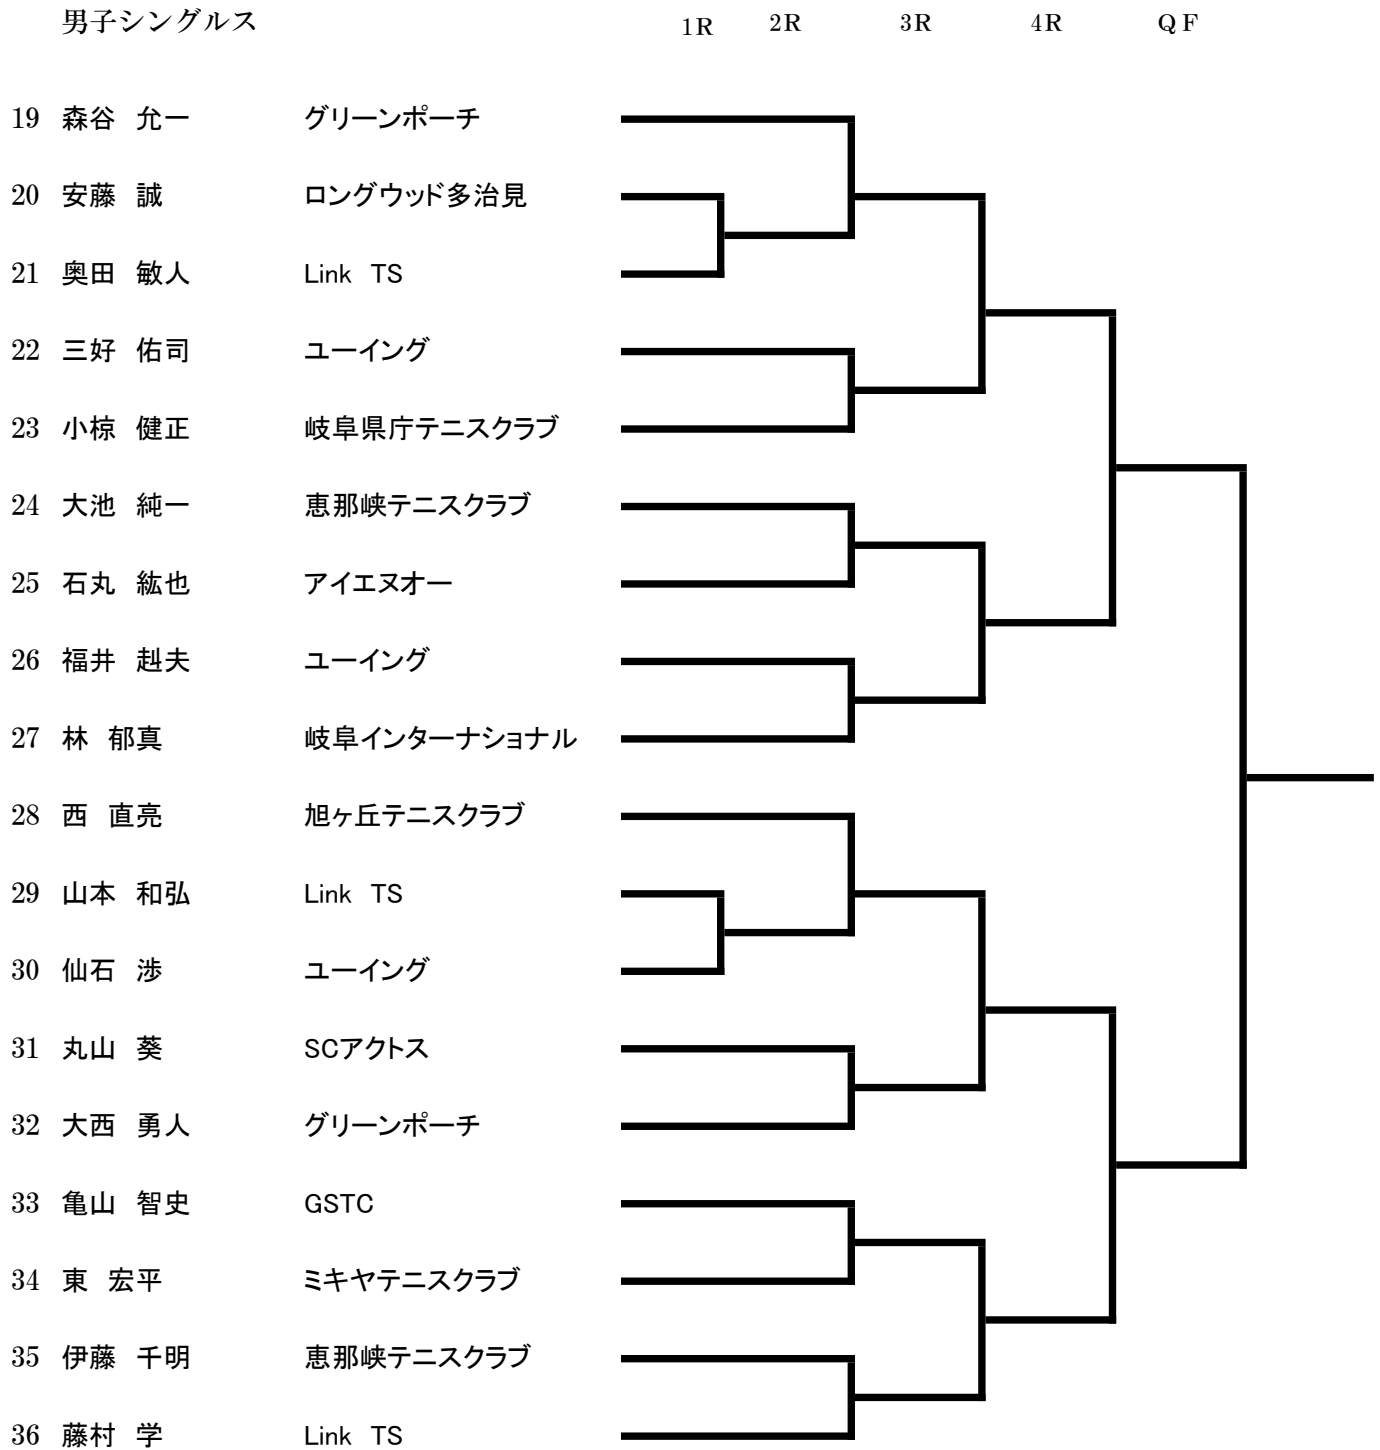 男子シングルス 1R 2R 3R 4R QF
19 森谷 允一 グリーンポーチ
20 安藤 誠 ロングウッド多治見
21 奥田 敏人 Link TS
22 三好 佑司 ユーイング
23 小椋 健正 岐阜県庁テニスクラブ
24 大池 純一 恵那峡テニスクラブ
25 石丸 紘也 アイエヌオー
26 福井 赳夫 ユーイング
27 林 郁真 岐阜インターナショナル
28 西 直亮 旭ヶ丘テニスクラブ
29 山本 和弘 Link TS
30 仙石 渉 ユーイング
31 丸山 葵 SCアクトス
32 大西 勇人 グリーンポーチ
33 亀山 智史 GSTC
34 東 宏平 ミキヤテニスクラブ
35 伊藤 千明 恵那峡テニスクラブ
36 藤村 学 Link TS